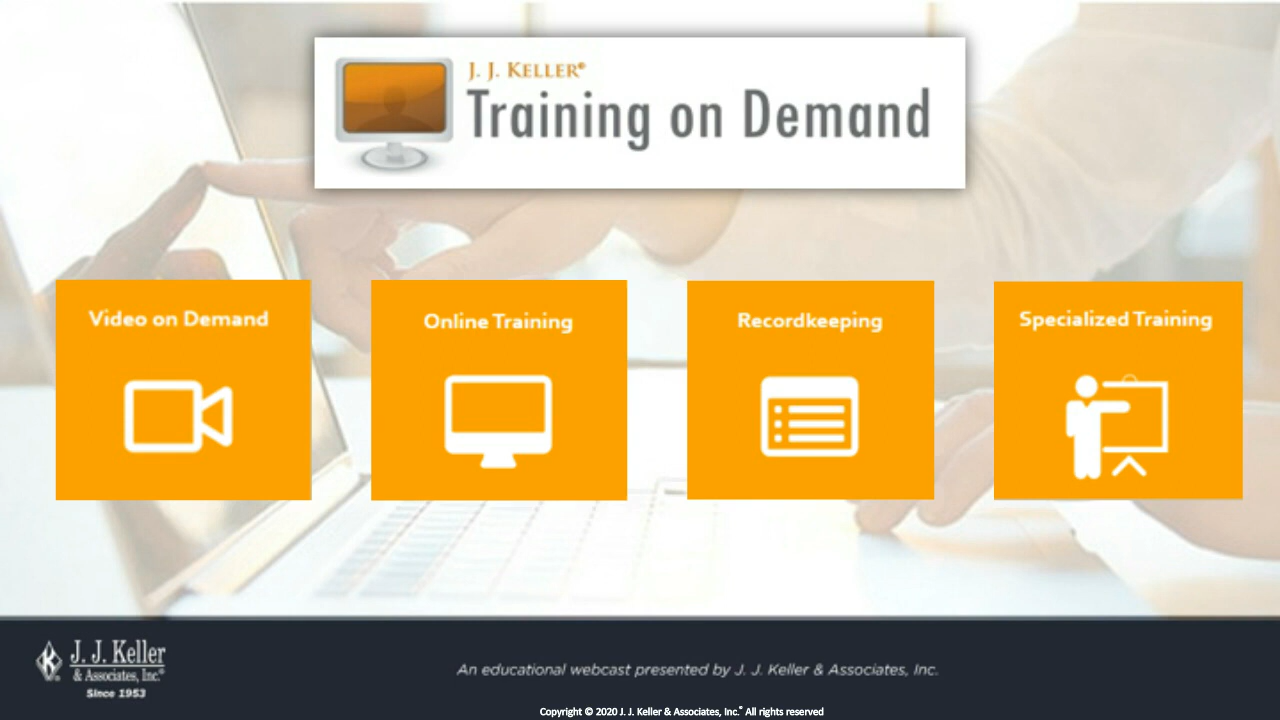 J. J. KELLER®
Training on Demand
Video on Demand
Online Training
Recordkeeping
Specialized Training
J. J. Keller
& Associates, Inc.®
Since 1953
An educational webcast presented by J. J. Keller & Associates, Inc.
Copyright © 2020 J. J. Keller & Associates, Inc.® All rights reserved